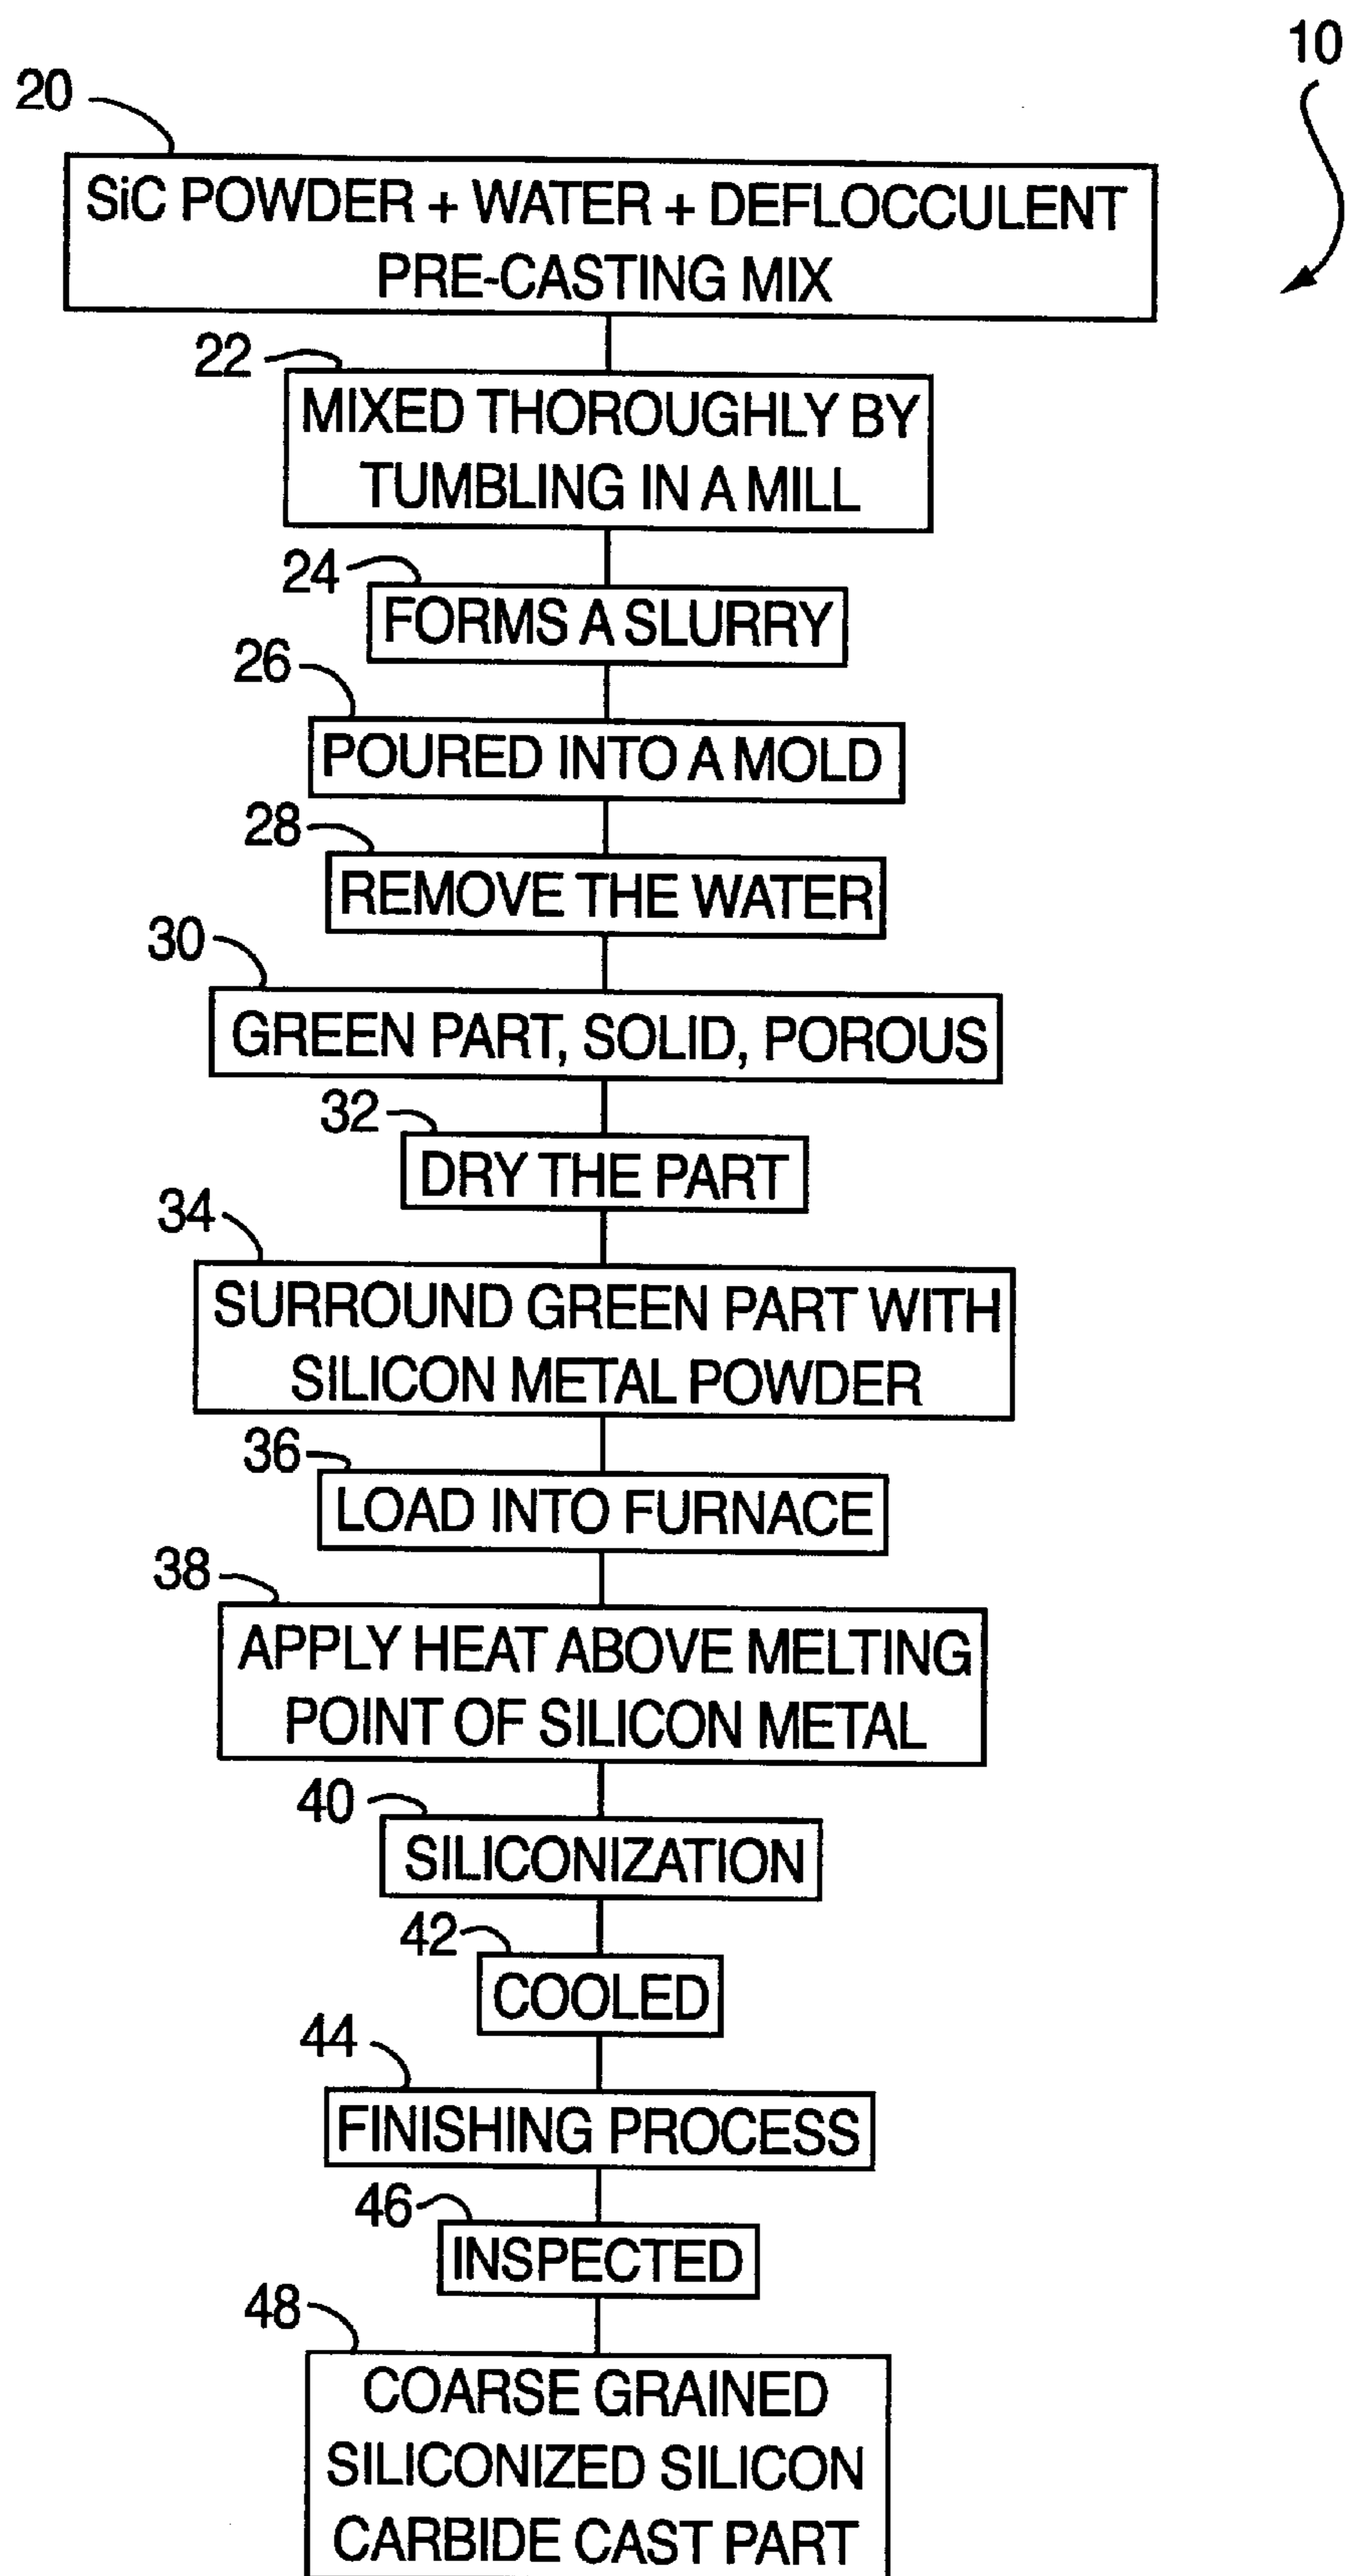 10
20
SiC POWDER + WATER + DEFLOCCULENT
PRE-CASTING MIX
22
MIXED THOROUGHLY BY
TUMBLING IN A MILL
24
FORMS A SLURRY
26
POURED INTO A MOLD
28
REMOVE THE WATER
30
GREEN PART, SOLID, POROUS
32
DRY THE PART
34
SURROUND GREEN PART WITH
SILICON METAL POWDER
36
LOAD INTO FURNACE
38
APPLY HEAT ABOVE MELTING
POINT OF SILICON METAL
40
SILICONIZATION
42
COOLED
44
FINISHING PROCESS
46
INSPECTED
48
COARSE GRAINED
SILICONIZED SILICON
CARBIDE CAST PART